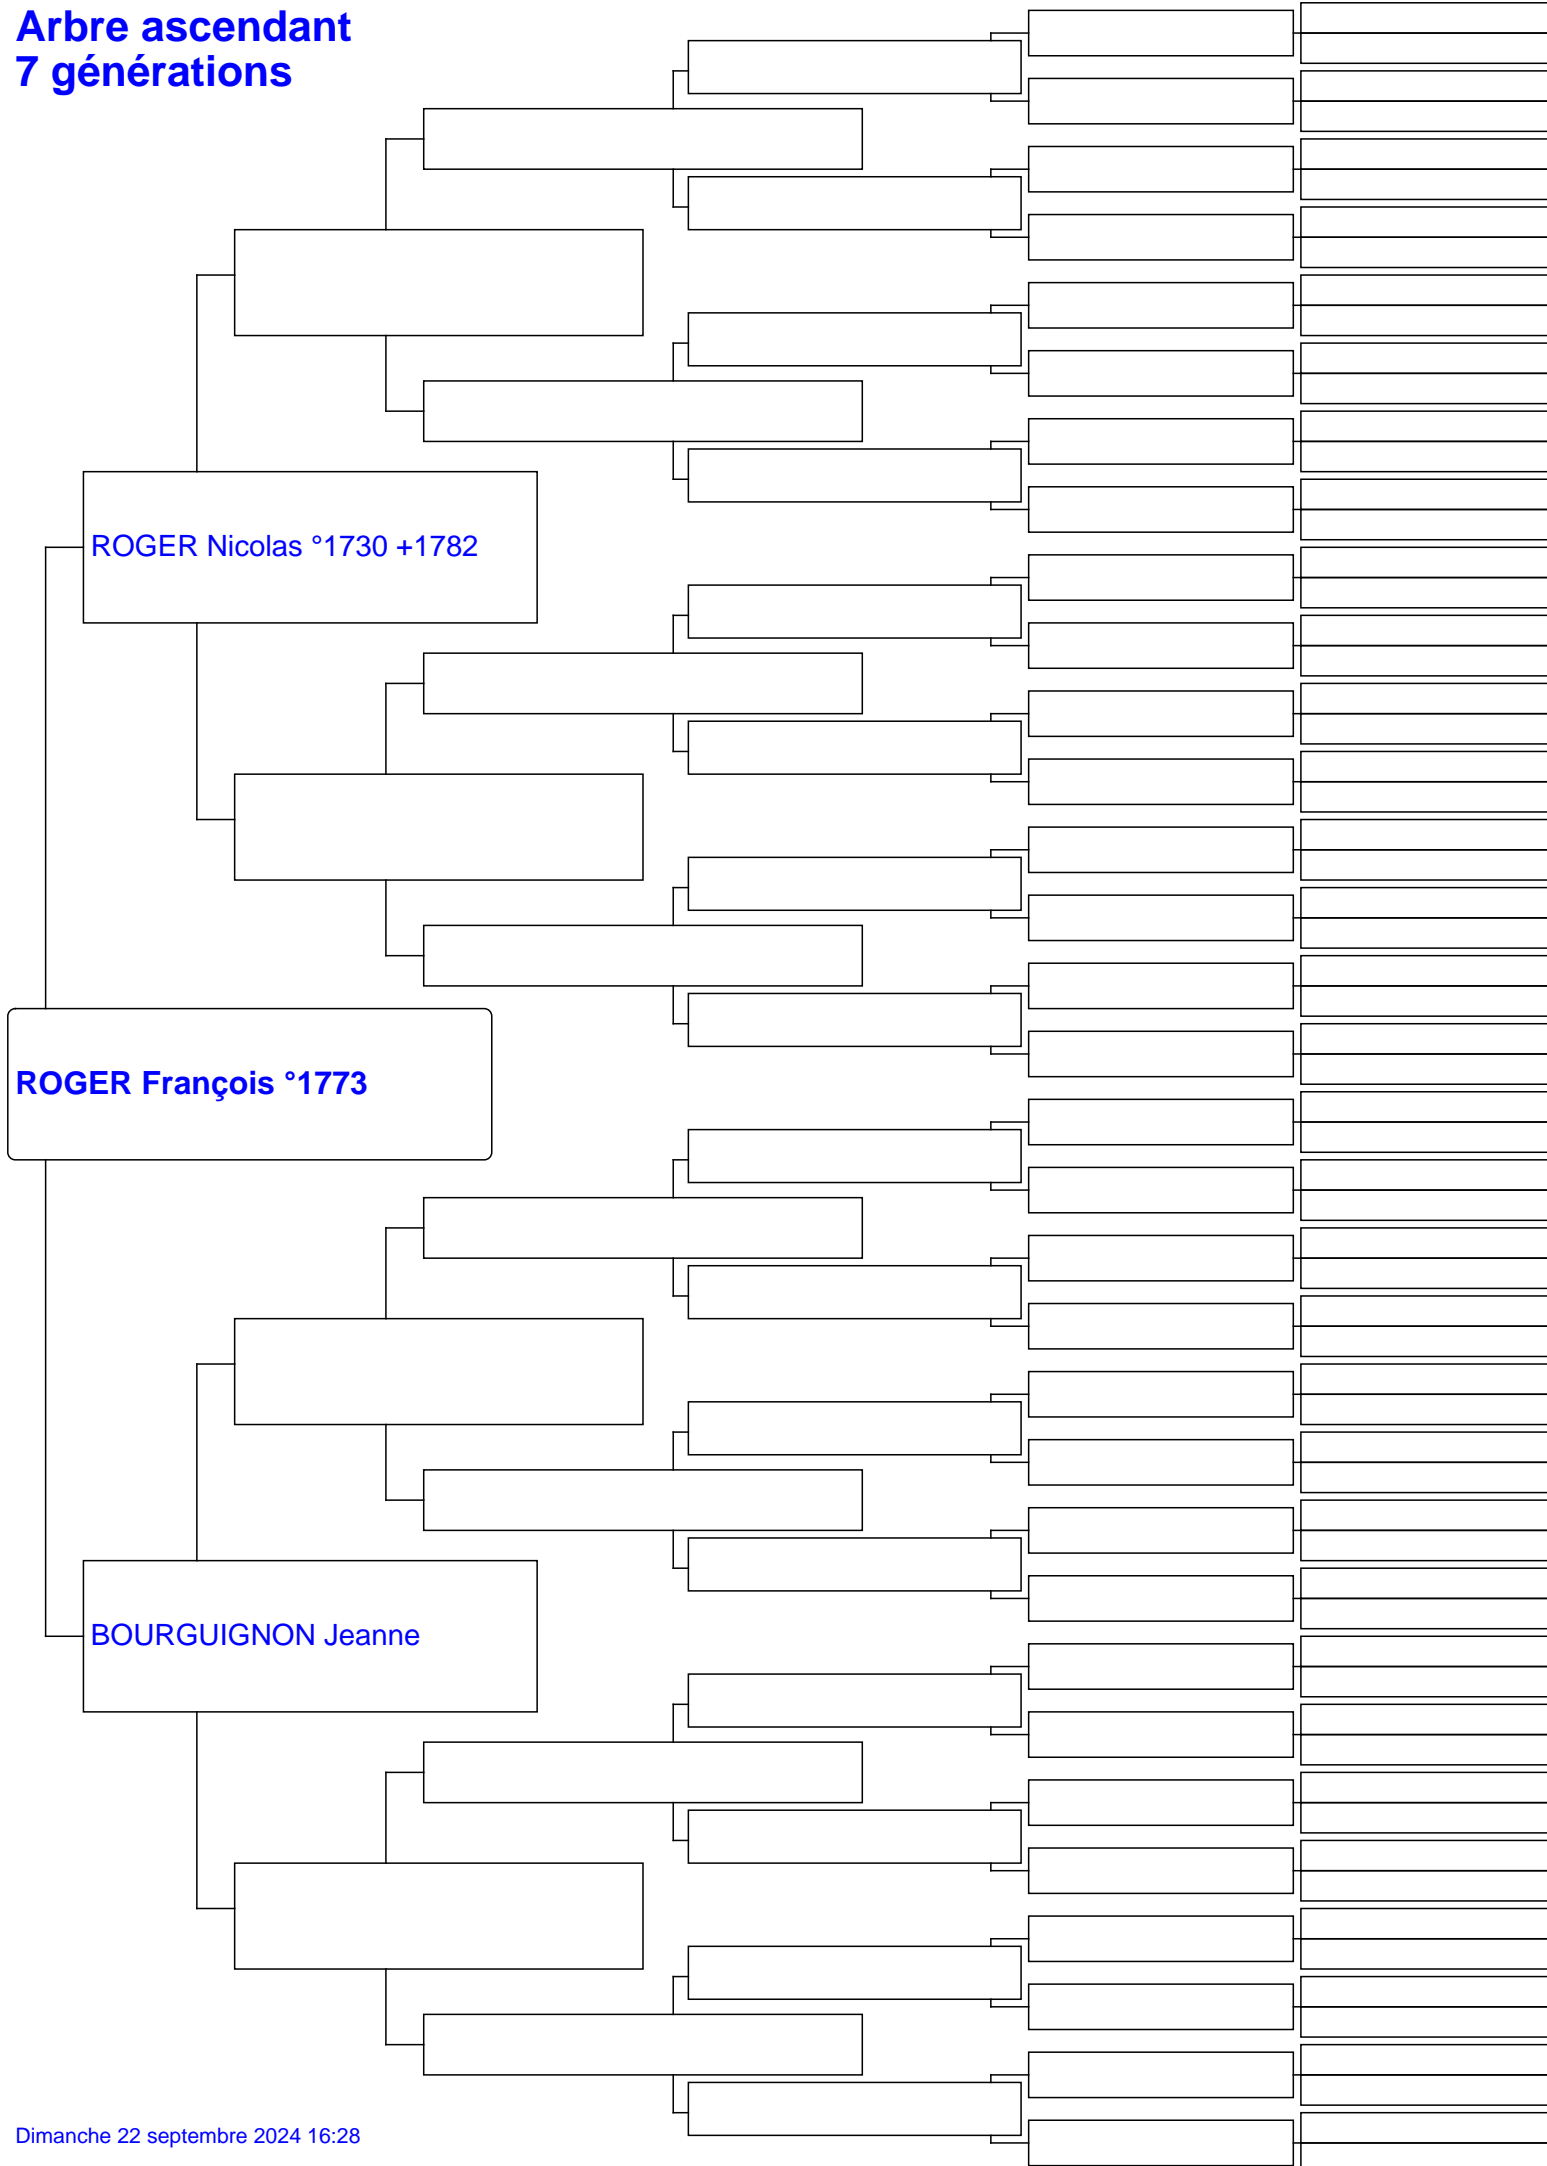 Arbre ascendant
7 générations
ROGER Nicolas °1730 +1782
ROGER François °1773
BOURGUIGNON Jeanne
Dimanche 22 septembre 2024 16:28